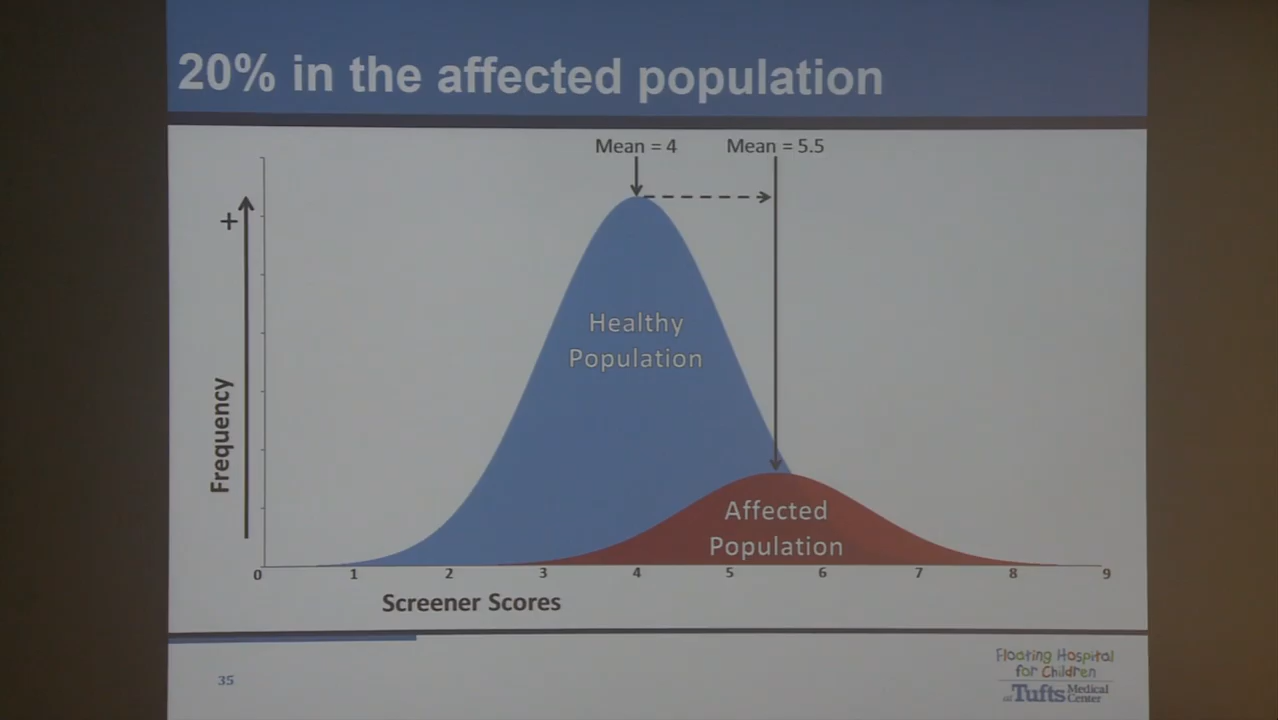 20% in the affected population
Mean = 4
Mean = 5.5
+
Frequency
Healthy
Population
Affected
Population
0 1 2 3 4 5 6 7 8 9
Screener Scores
35
Floating Hospital
for Children
at Tufts Medical
Center